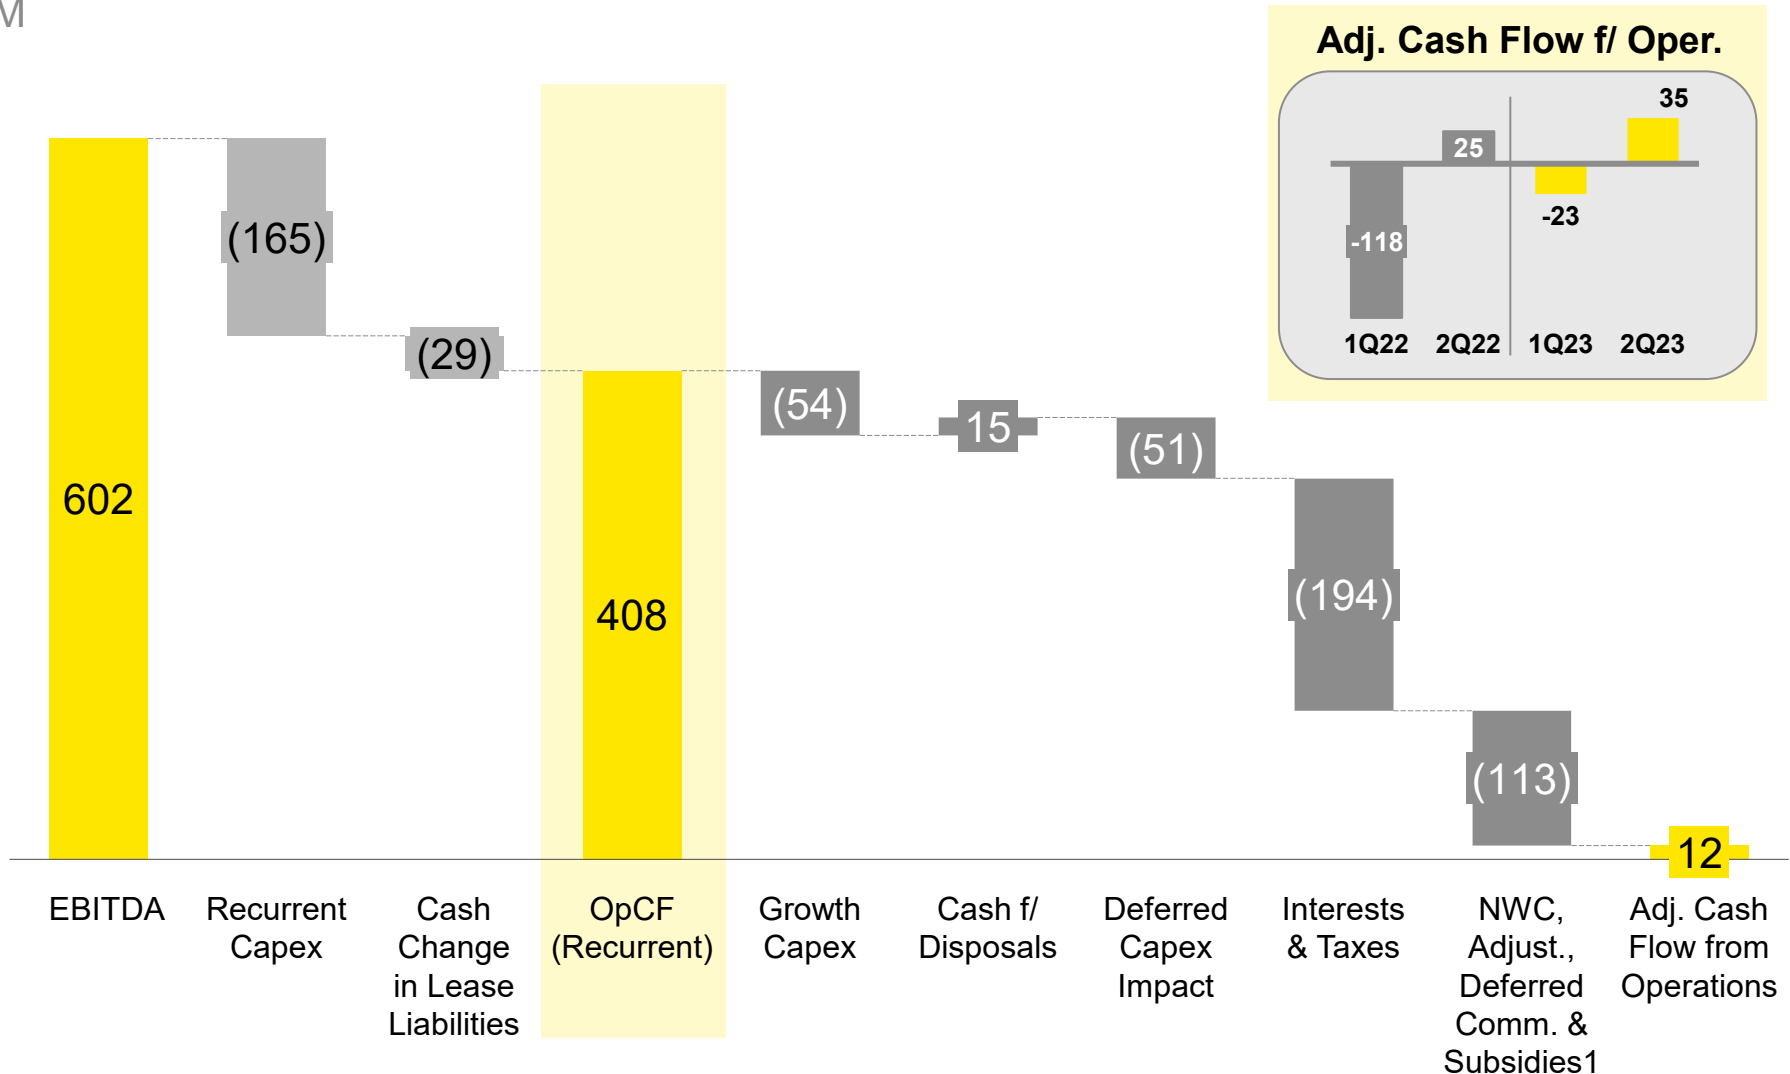 M
Adj. Cash Flow f/ Oper.
35
25
-23
-118
1Q22 2Q22 1Q23 2Q23
602
(165)
(29)
408
(54)
15
(51)
(194)
(113)
12
EBITDA
Recurrent
Capex
Cash
Change
in Lease
Liabilities
OpCF
(Recurrent)
Growth
Capex
Cash f/
Disposals
Deferred
Capex
Impact
Interests
& Taxes
NWC,
Adjust.,
Deferred
Comm. &
Subsidies1
Adj. Cash
Flow from
Operations